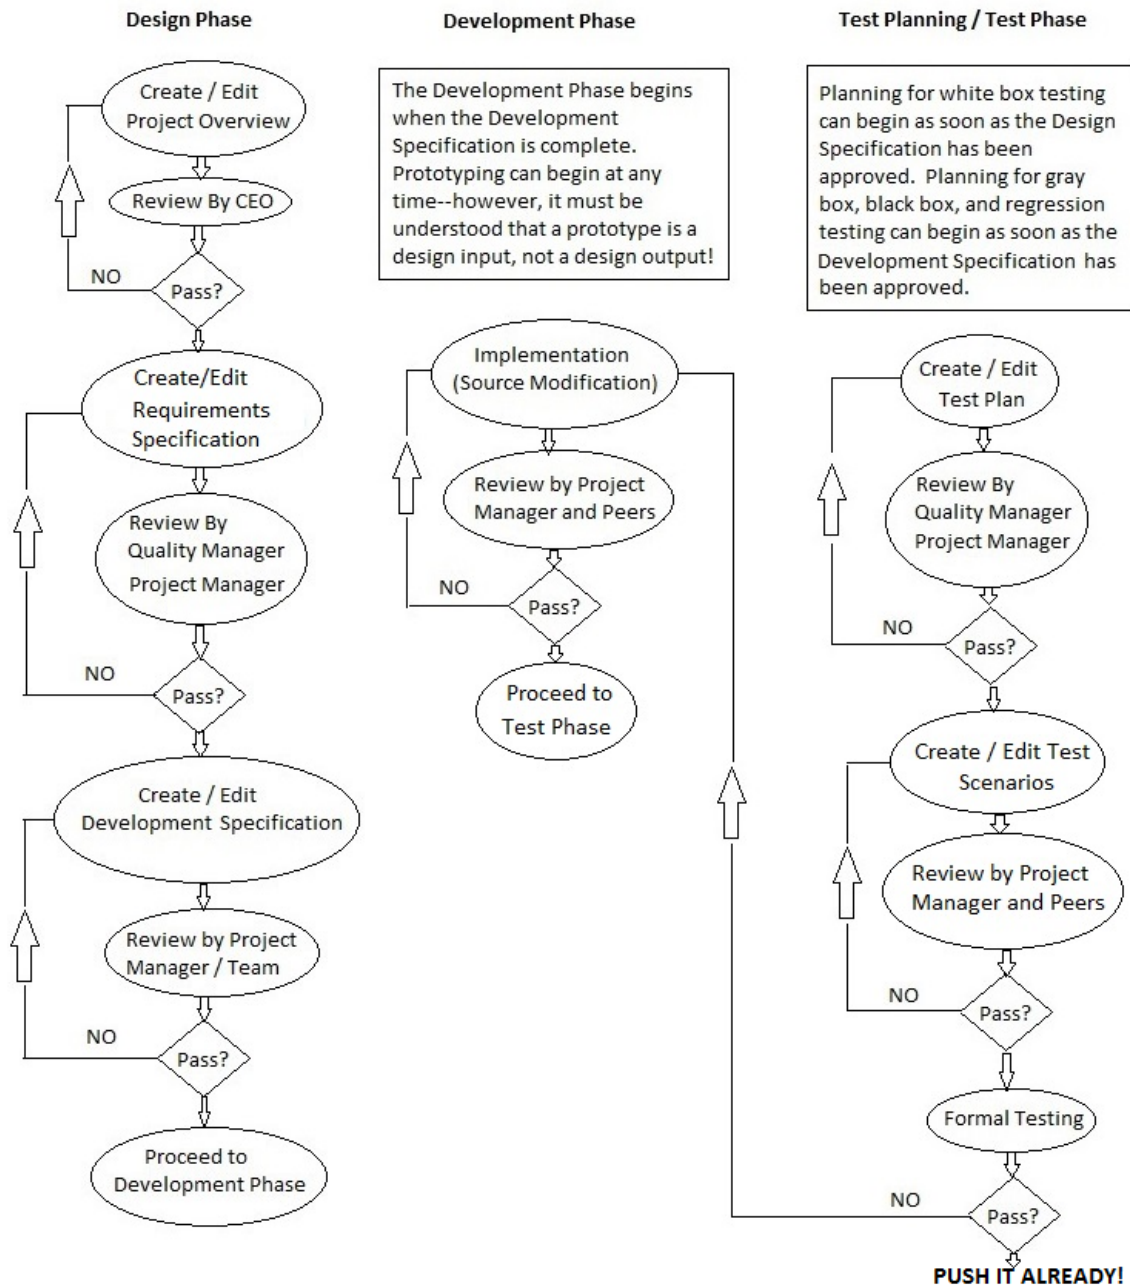 Design Phase
Create / Edit
Project Overview
Review By CEO
NO
Pass?
Create/Edit
Requirements
Specification
Review By
Quality Manager
Project Manager
NO
Pass?
Create / Edit
Development Specification
Review by Project
Manager / Team
NO
Pass?
Proceed to
Development Phase
Development Phase
The Development Phase begins
when the Development
Specification is complete.
Prototyping can begin at any
time--however, it must be
understood that a prototype is a
design input, not a design output!
Implementation
(Source Modification)
Review by Project
Manager and Peers
NO
Pass?
Proceed to
Test Phase
Test Planning / Test Phase
Planning for white box testing
can begin as soon as the Design
Specification has been
approved.  Planning for gray
box, black box, and regression
testing can begin as soon as the
Development Specification has
been approved.
Create / Edit
Test Plan
Review By
Quality Manager
Project Manager
NO
Pass?
Create / Edit Test
Scenarios
Review by Project
Manager and Peers
NO
Pass?
Formal Testing
NO
Pass?
PUSH IT ALREADY!